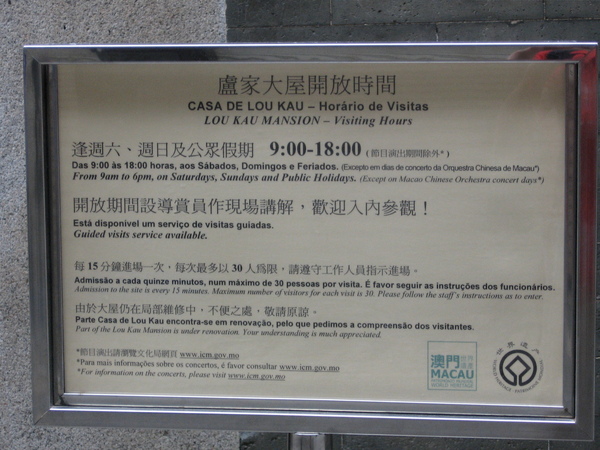 盧家大屋開放時間
CASA DE LOU KAU – Horário de Visitas
LOU KAU MANSION – Visiting Hours
逢週六、週日及公眾假期 9:00-18:00 ( 節目演出期間除外* )
Das 9:00 às 18:00 horas, aos Sábados, Domingos e Feriados. (Excepto em dias de concerto da Orquestra Chinesa de Macau*)
From 9am to 6pm, on Saturdays, Sundays and Public Holidays. (Except on Macao Chinese Orchestra concert days*)
開放期間設導賞員作現場講解，歡迎入內參觀！
Está disponível um serviço de visitas guiadas.
Guided visits service available.
每 15 分鐘進場一次，每次最多以 30 人為限，請遵守工作人員指示進場。
Admissão a cada quinze minutos, num máximo de 30 pessoas por visita. É favor seguir as instruções dos funcionários.
Admission to the site is every 15 minutes. Maximum number of visitors for each visit is 30. Please follow the staff's instructions as to enter.
由於大屋仍在局部維修中，不便之處，敬請原諒。
Parte Casa de Lou Kau encontra-se em renovação, pelo que pedimos a compreensão dos visitantes.
Part of the Lou Kau Mansion is under renovation. Your understanding is much appreciated.
*節目演出請瀏覽文化局網頁 www.icm.gov.mo
*Para mais informações sobre os concertos, é favor consultar www.icm.gov.mo
*For information on the concerts, please visit www.icm.gov.mo
澳門 世界遺產
MACAU
WORLD HERITAGE
世界遺產